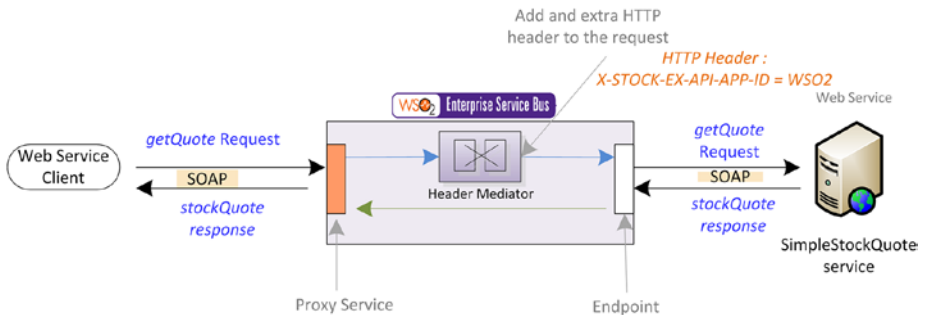 Add and extra HTTP
header to the request
HTTP Header :
X-STOCK-EX-API-APP-ID = WSO2
Web Service
WSO2 Enterprise Service Bus
getQuote Request
getQuote
Request
Web Service
Client
SOAP
Header Mediator
SOAP
stockQuote
response
stockQuote
response
SimpleStockQuote
service
Proxy Service
Endpoint